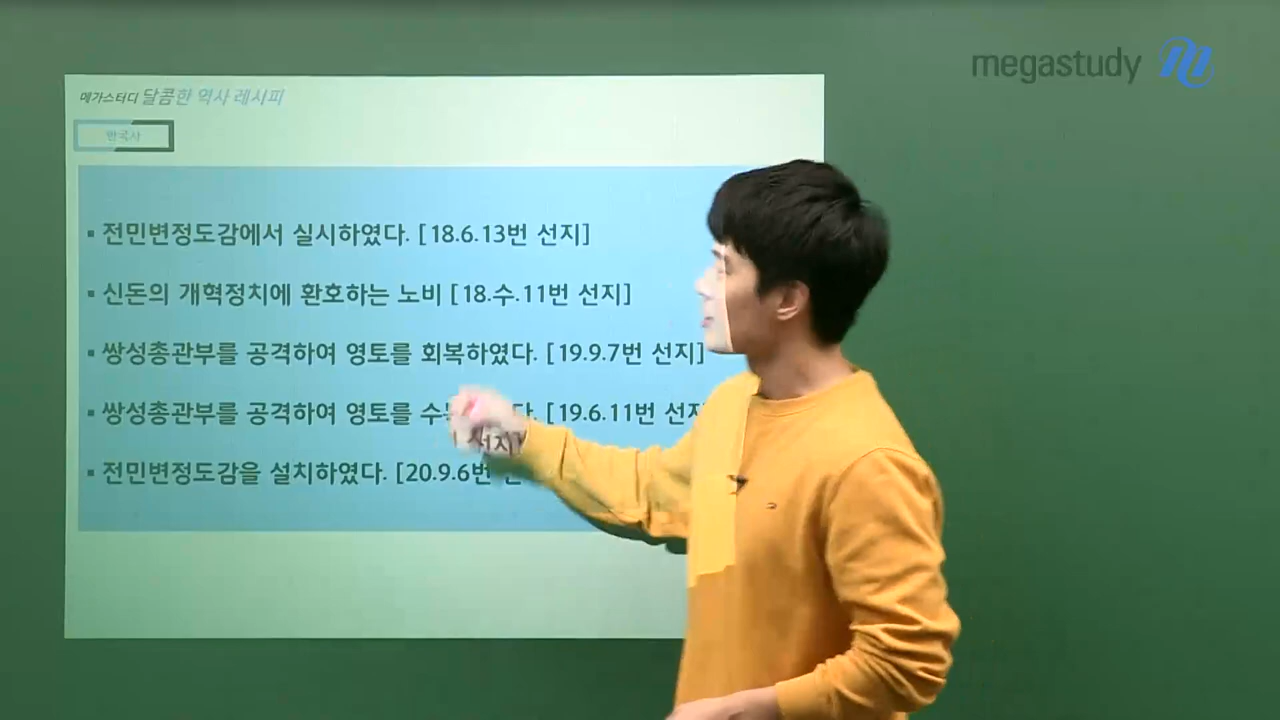 megastudy
메가스터디 달콤한 역사 레시피
한국사
▪ 전민변정도감에서 실시하였다. [18.6.13번 선지]
▪ 신돈의 개혁정치에 환호하는 노비 [18.수.11번 선지]
▪ 쌍성총관부를 공격하여 영토를 회복하였다. [19.9.7번 선지]
▪ 쌍성총관부를 공격하여 영토를 [19.6.11번 선지
▪ 전민변정도감을 설치하였다. [20.9.6번 선지]